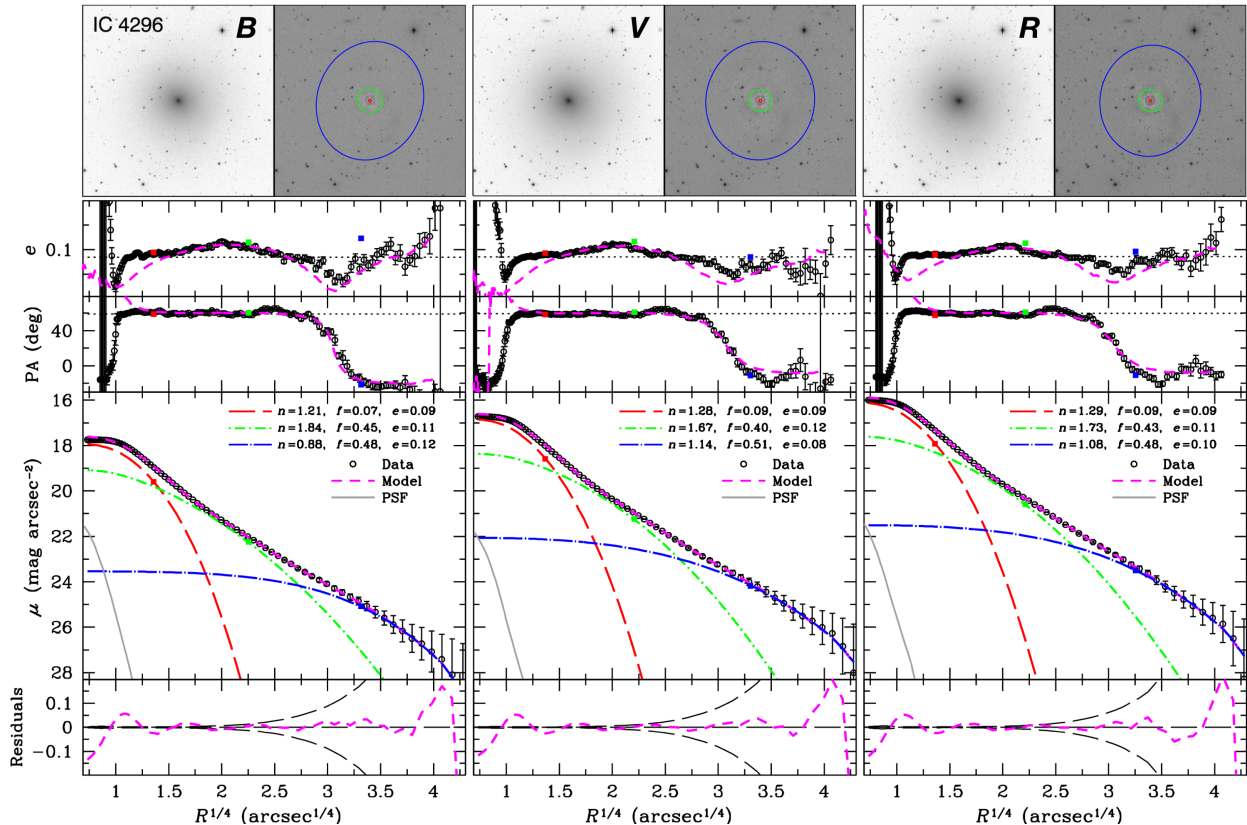 IC 4296 B V R
e 0.1
PA (deg) 40 0
16 18 20 22 24 26 28
μ (mag arcsec⁻²)
n=1.21, f=0.07, e=0.09
n=1.84, f=0.45, e=0.11
n=0.88, f=0.48, e=0.12
Data
Model
PSF
n=1.28, f=0.09, e=0.09
n=1.67, f=0.40, e=0.12
n=1.14, f=0.51, e=0.08
Data
Model
PSF
n=1.29, f=0.09, e=0.09
n=1.73, f=0.43, e=0.11
n=1.08, f=0.48, e=0.10
Data
Model
PSF
Residuals 0.1 0 −0.1
1 1.5 2 2.5 3 3.5 4 1 1.5 2 2.5 3 3.5 4 1 1.5 2 2.5 3 3.5 4
R^1/4 (arcsec^1/4) R^1/4 (arcsec^1/4) R^1/4 (arcsec^1/4)